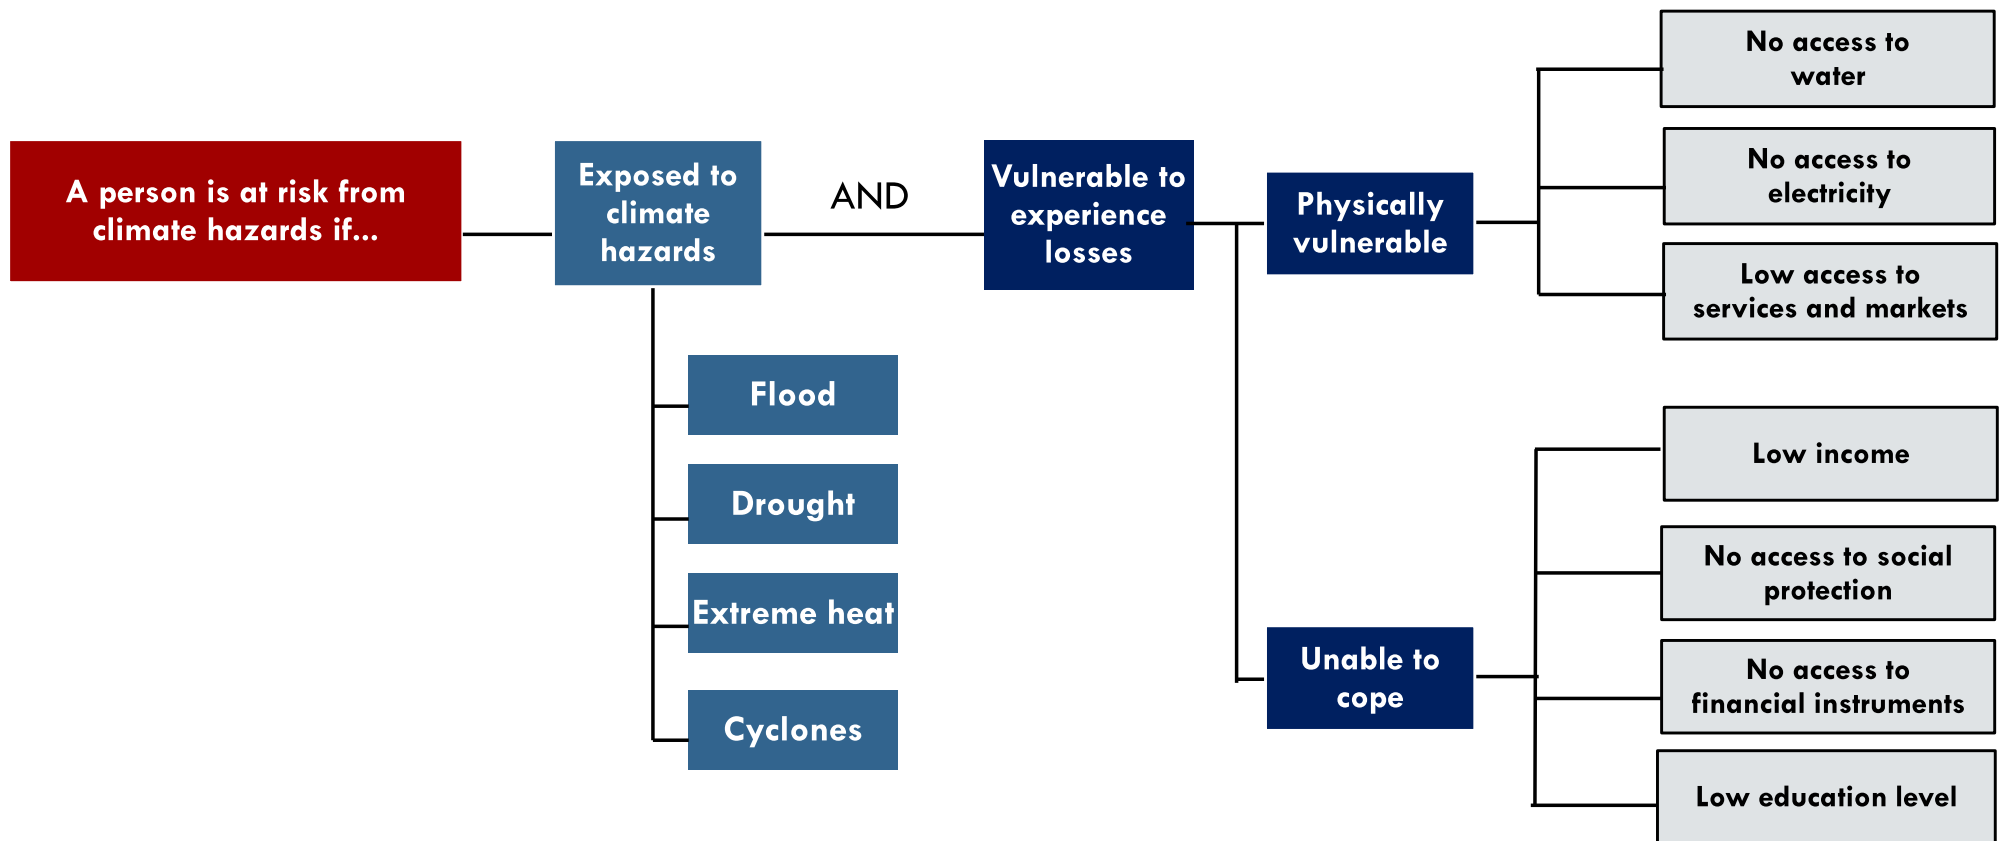 A person is at risk from
climate hazards if...
Exposed to
climate
hazards
AND
Vulnerable to
experience
losses
Physically
vulnerable
No access to
water
No access to
electricity
Low access to
services and markets
Flood
Drought
Extreme heat
Cyclones
Unable to
cope
Low income
No access to social
protection
No access to
financial instruments
Low education level